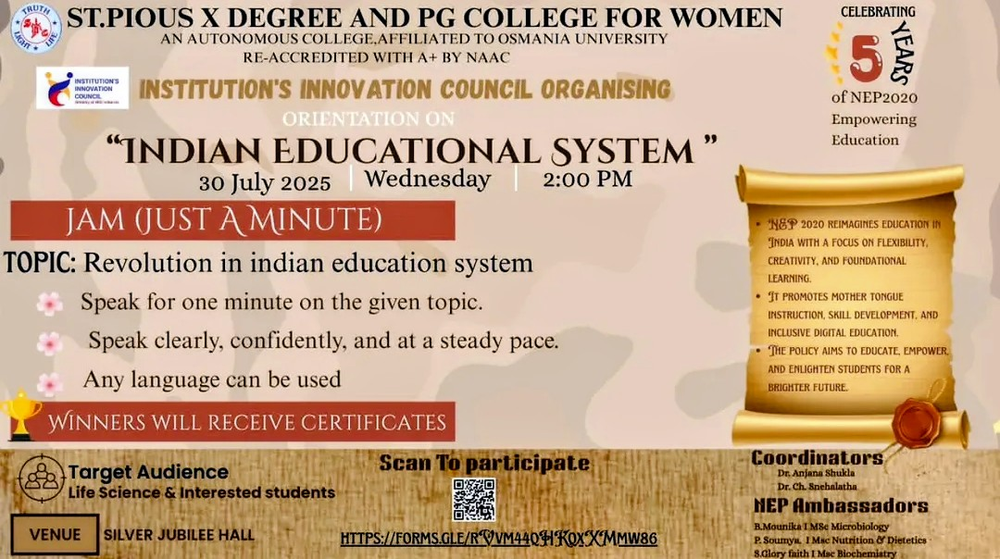 TRUTH
LIGHT
LIFE
ST.PIOUS X DEGREE AND PG COLLEGE FOR WOMEN
AN AUTONOMOUS COLLEGE,AFFILIATED TO OSMANIA UNIVERSITY
RE-ACCREDITED WITH A+ BY NAAC
CELEBRATING
5
YEARS
of NEP2020
Empowering
Education
INSTITUTION'S
INNOVATION
COUNCIL
INSTITUTION'S INNOVATION COUNCIL ORGANISING
ORIENTATION ON
“INDIAN EDUCATIONAL SYSTEM ”
30 July 2025 | Wednesday | 2:00 PM
JAM (JUST A MINUTE)
TOPIC: Revolution in indian education system
Speak for one minute on the given topic.
Speak clearly, confidently, and at a steady pace.
Any language can be used
WINNERS WILL RECEIVE CERTIFICATES
• NEP 2020 REIMAGINES EDUCATION IN
INDIA WITH A FOCUS ON FLEXIBILITY,
CREATIVITY, AND FOUNDATIONAL
LEARNING.
• IT PROMOTES MOTHER TONGUE
INSTRUCTION, SKILL DEVELOPMENT, AND
INCLUSIVE DIGITAL EDUCATION.
• THE POLICY AIMS TO EDUCATE, EMPOWER,
AND ENLIGHTEN STUDENTS FOR A
BRIGHTER FUTURE.
Target Audience
Life Science & Interested students
VENUE
SILVER JUBILEE HALL
Scan To participate
Coordinators
Dr. Anjana Shukla
Dr. Ch. Snehalatha
NEP Ambassadors
B.Mounika I MSc Microbiology
P. Soumya. I Msc Nutrition & Dietetics
S.Glory faith I Msc Biochemistry